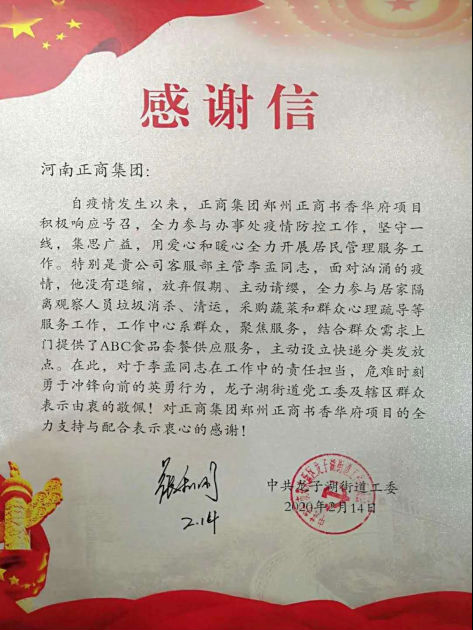 感谢信
河南正商集团：
自疫情发生以来，正商集团郑州正商书香华府项目
积极响应号召，全力参与办事处疫情防控工作，坚守一
线，集思广益，用爱心和暖心全力开展居民管理服务工
作。特别是贵公司客服部主管李孟同志，面对汹涌的疫
情，他没有退缩，放弃假期、主动请缨，全力参与居家隔
离观察人员垃圾消杀、清运，采购蔬菜和群众心理疏导等
服务工作，工作中心系群众，聚焦服务，结合群众需求上
门提供了ABC食品套餐供应服务，主动设立快递分类发放
点。在此，对于李孟同志在工作中的责任担当，危难时刻
勇于冲锋向前的英勇行为，龙子湖街道党工委及辖区群众
表示由衷的敬佩！对正商集团郑州正商书香华府项目的全
力支持与配合表示衷心的感谢！
中共龙子湖街道工委
2020年2月14日
2.14